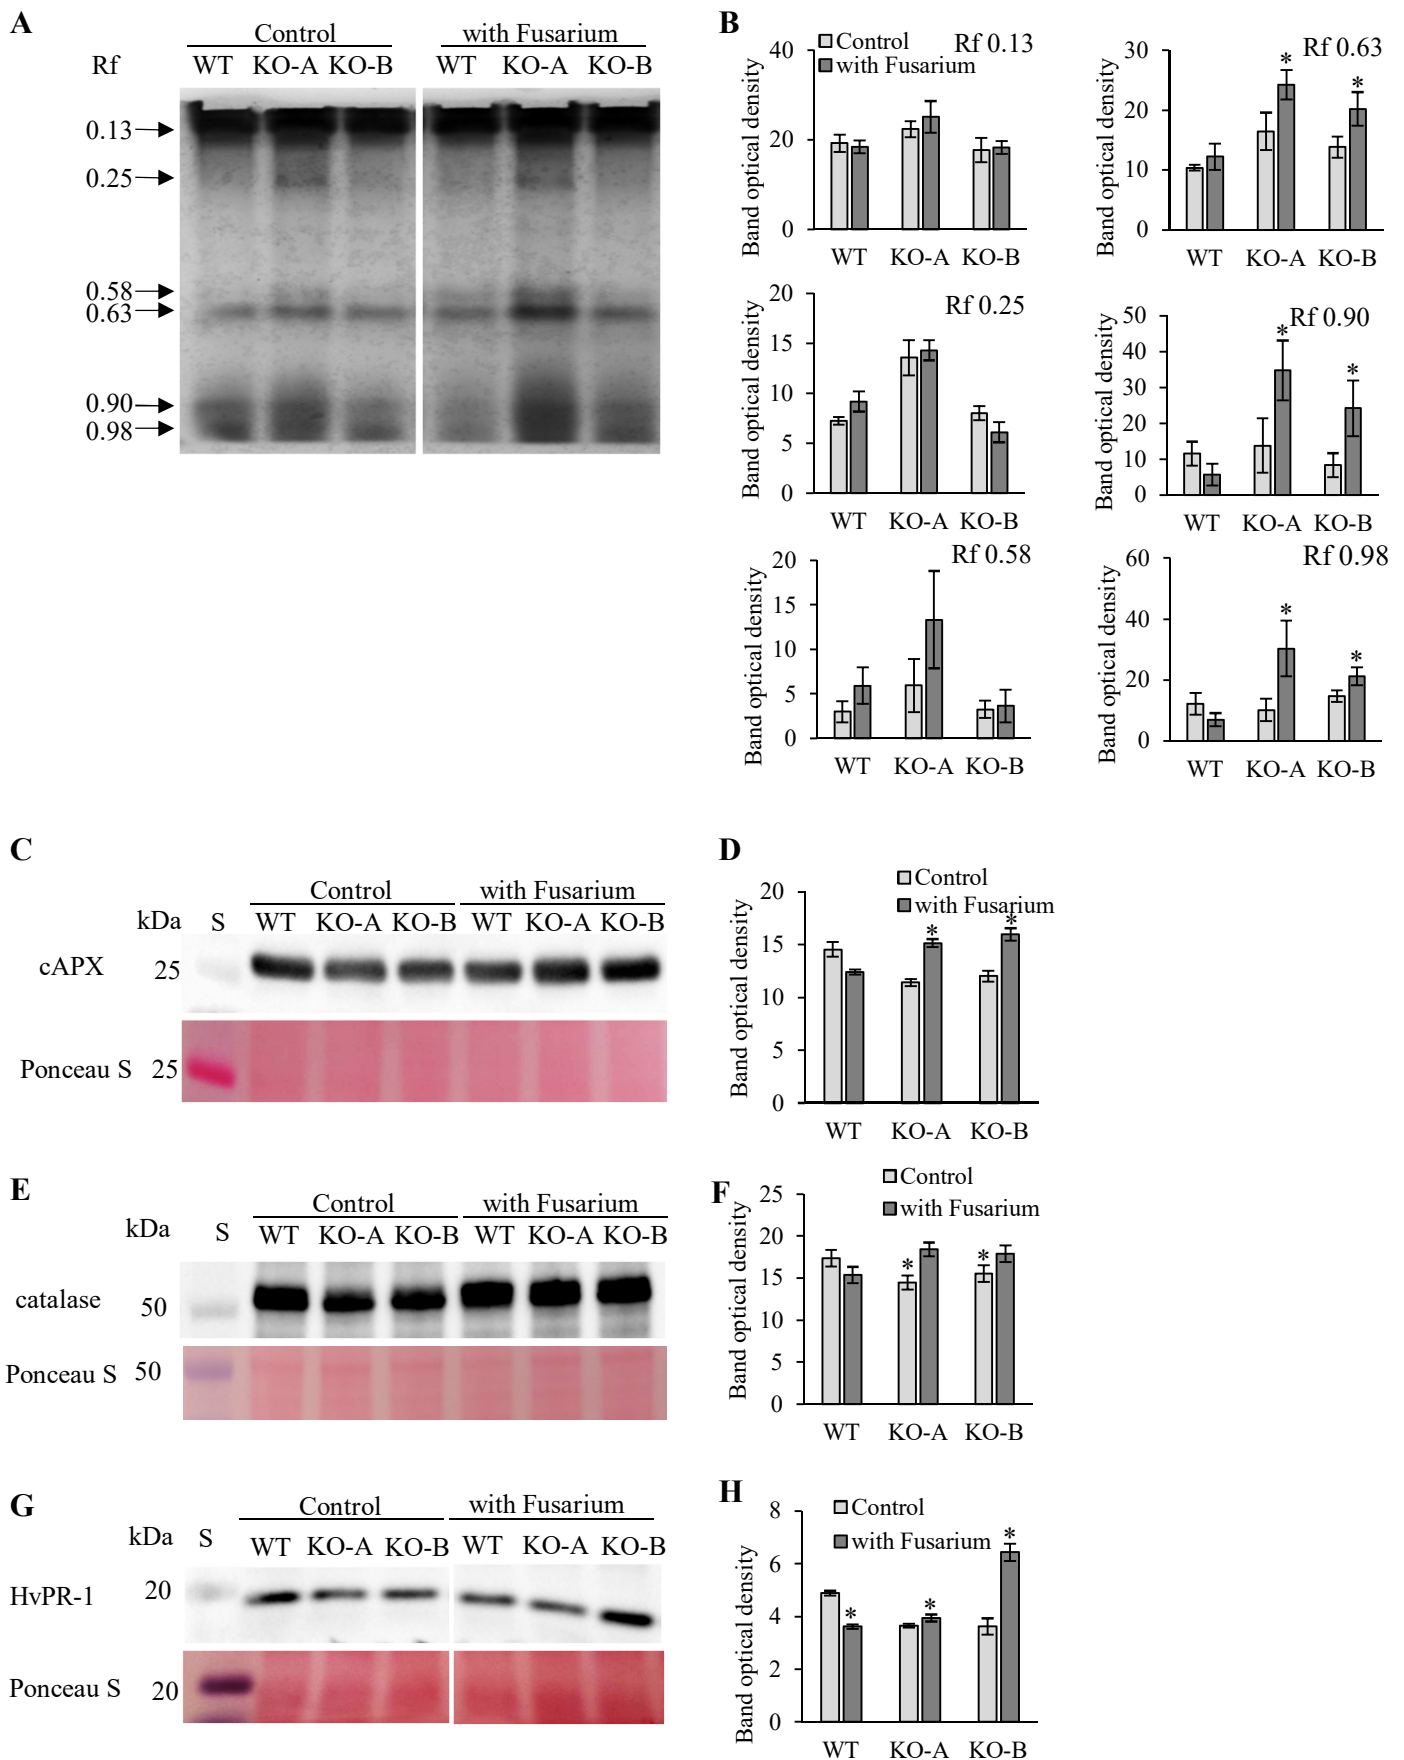 A
Control
with Fusarium
Rf
WT KO-A KO-B
WT KO-A KO-B
0.13
0.25
0.58
0.63
0.90
0.98
B
Control
with Fusarium
Rf 0.13
Band optical density
40
20
0
WT KO-A KO-B
Rf 0.63
Band optical density
30
20
10
0
* *
WT KO-A KO-B
Rf 0.25
Band optical density
20
15
10
5
0
WT KO-A KO-B
Rf 0.90
Band optical density
50
40
30
20
10
0
* *
WT KO-A KO-B
Rf 0.58
Band optical density
20
15
10
5
0
WT KO-A KO-B
Rf 0.98
Band optical density
60
40
20
0
* *
WT KO-A KO-B
C
Control
with Fusarium
kDa S WT KO-A KO-B WT KO-A KO-B
cAPX 25
Ponceau S 25
D
Control
with Fusarium
Band optical density
20
15
10
5
0
* *
WT KO-A KO-B
E
Control
with Fusarium
kDa S WT KO-A KO-B WT KO-A KO-B
catalase 50
Ponceau S 50
F
Control
with Fusarium
Band optical density
25
20
15
10
5
0
* *
WT KO-A KO-B
G
Control
with Fusarium
kDa S WT KO-A KO-B WT KO-A KO-B
HvPR-1 20
Ponceau S 20
H
Control
with Fusarium
Band optical density
8
6
4
2
0
* * *
WT KO-A KO-B